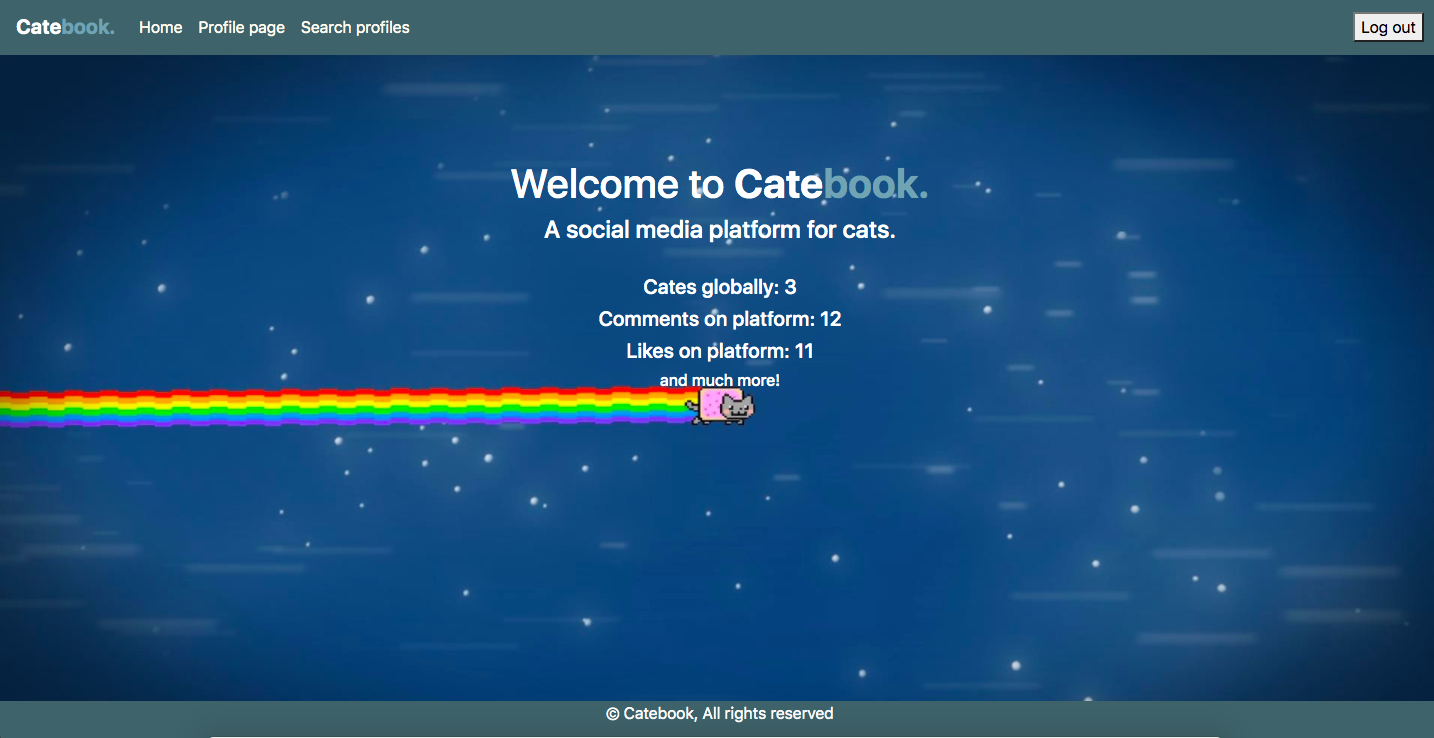 Catebook. Home Profile page Search profiles Log out
Welcome to Catebook.
A social media platform for cats.
Cates globally: 3
Comments on platform: 12
Likes on platform: 11
and much more!
© Catebook, All rights reserved